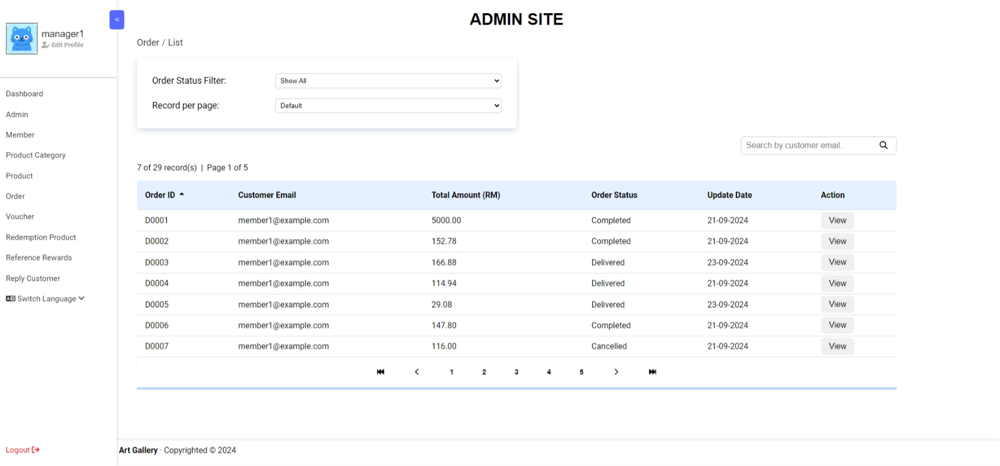 <
ADMIN SITE
manager1
Edit Profile
Order / List
Order Status Filter:
Show All
Record per page:
Default
Dashboard
Admin
Member
Product Category
Product
Order
Voucher
Redemption Product
Reference Rewards
Reply Customer
Switch Language
Logout
Search by customer email..
7 of 29 record(s) | Page 1 of 5
Order ID Customer Email Total Amount (RM) Order Status Update Date Action
D0001 member1@example.com 5000.00 Completed 21-09-2024 View
D0002 member1@example.com 152.78 Completed 21-09-2024 View
D0003 member1@example.com 166.88 Delivered 23-09-2024 View
D0004 member1@example.com 114.94 Delivered 21-09-2024 View
D0005 member1@example.com 29.08 Delivered 23-09-2024 View
D0006 member1@example.com 147.80 Completed 21-09-2024 View
D0007 member1@example.com 116.00 Cancelled 21-09-2024 View
1 2 3 4 5
Art Gallery · Copyrighted © 2024